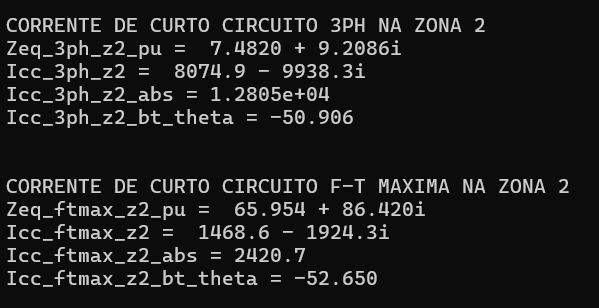 CORRENTE DE CURTO CIRCUITO 3PH NA ZONA 2
Zeq_3ph_z2_pu =  7.4820 + 9.2086i
Icc_3ph_z2 =  8074.9 - 9938.3i
Icc_3ph_z2_abs = 1.2805e+04
Icc_3ph_z2_bt_theta = -50.906
CORRENTE DE CURTO CIRCUITO F-T MAXIMA NA ZONA 2
Zeq_ftmax_z2_pu =  65.954 + 86.420i
Icc_ftmax_z2 =  1468.6 - 1924.3i
Icc_ftmax_z2_abs = 2420.7
Icc_ftmax_z2_bt_theta = -52.650